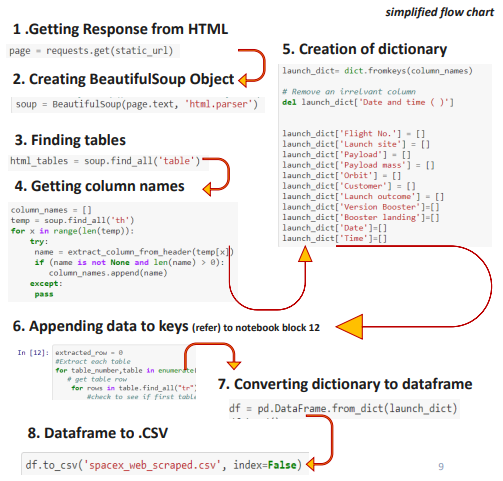 simplified flow chart
1 .Getting Response from HTML
page = requests.get(static_url)
2. Creating BeautifulSoup Object
soup = BeautifulSoup(page.text, 'html.parser')
3. Finding tables
html_tables = soup.find_all('table')
4. Getting column names
column_names = []
temp = soup.find_all('th')
for x in range(len(temp)):
try:
name = extract_column_from_header(temp[x])
if (name is not None and len(name) > 0):
column_names.append(name)
except:
pass
5. Creation of dictionary
launch_dict= dict.fromkeys(column_names)
# Remove an irrelvant column
del launch_dict['Date and time ( )']
launch_dict['Flight No.'] = []
launch_dict['Launch site'] = []
launch_dict['Payload'] = []
launch_dict['Payload mass'] = []
launch_dict['Orbit'] = []
launch_dict['Customer'] = []
launch_dict['Launch outcome'] = []
launch_dict['Version Booster']=[]
launch_dict['Booster landing']=[]
launch_dict['Date']=[]
launch_dict['Time']=[]
6. Appending data to keys (refer) to notebook block 12
In [12]: extracted_row = 0
#Extract each table
for table_number,table in enumerate(
# get table row
for rows in table.find_all("tr")
#check to see if first table
7. Converting dictionary to dataframe
df = pd.DataFrame.from_dict(launch_dict)
8. Dataframe to .CSV
df.to_csv('spacex_web_scraped.csv', index=False)
9